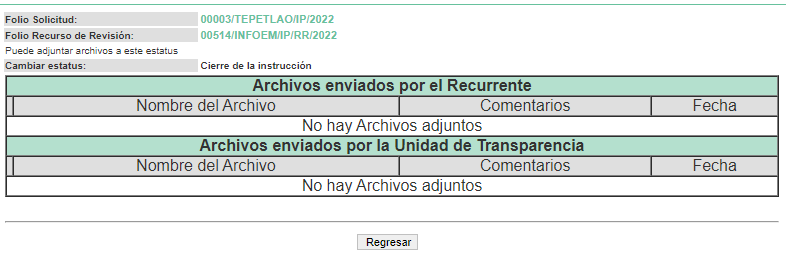 Folio Solicitud: 00003/TEPETLAO/IP/2022
Folio Recurso de Revisión: 00514/INFOEM/IP/RR/2022
Puede adjuntar archivos a este estatus
Cambiar estatus: Cierre de la instrucción
Archivos enviados por el Recurrente
Nombre del Archivo Comentarios Fecha
No hay Archivos adjuntos
Archivos enviados por la Unidad de Transparencia
Nombre del Archivo Comentarios Fecha
No hay Archivos adjuntos
Regresar